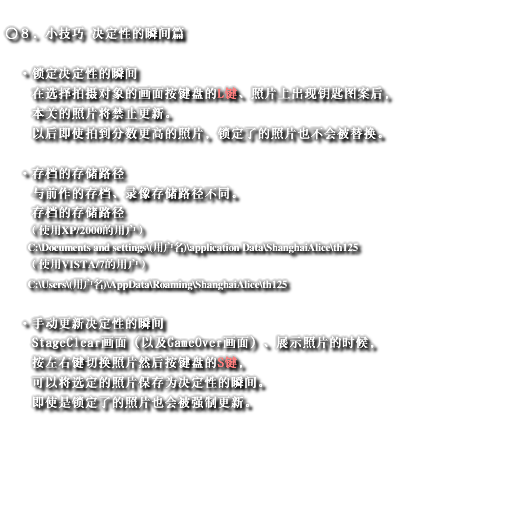 〇８、小技巧 决定性的瞬间篇
・锁定决定性的瞬间
在选择拍摄对象的画面按键盘的L键、照片上出现钥匙图案后，
本关的照片将禁止更新。
以后即使拍到分数更高的照片、锁定了的照片也不会被替换。
・存档的存储路径
与前作的存档、录像存储路径不同。
存档的存储路径
（使用XP/2000的用户）
C:\Documents and settings\(用户名)\application Data\ShanghaiAlice\th125
（使用VISTA/7的用户）
C:\Users\(用户名)\AppData\Roaming\ShanghaiAlice\th125
・手动更新决定性的瞬间
StageClear画面（以及GameOver画面）、展示照片的时候，
按左右键切换照片然后按键盘的S键，
可以将选定的照片保存为决定性的瞬间。
即使是锁定了的照片也会被强制更新。